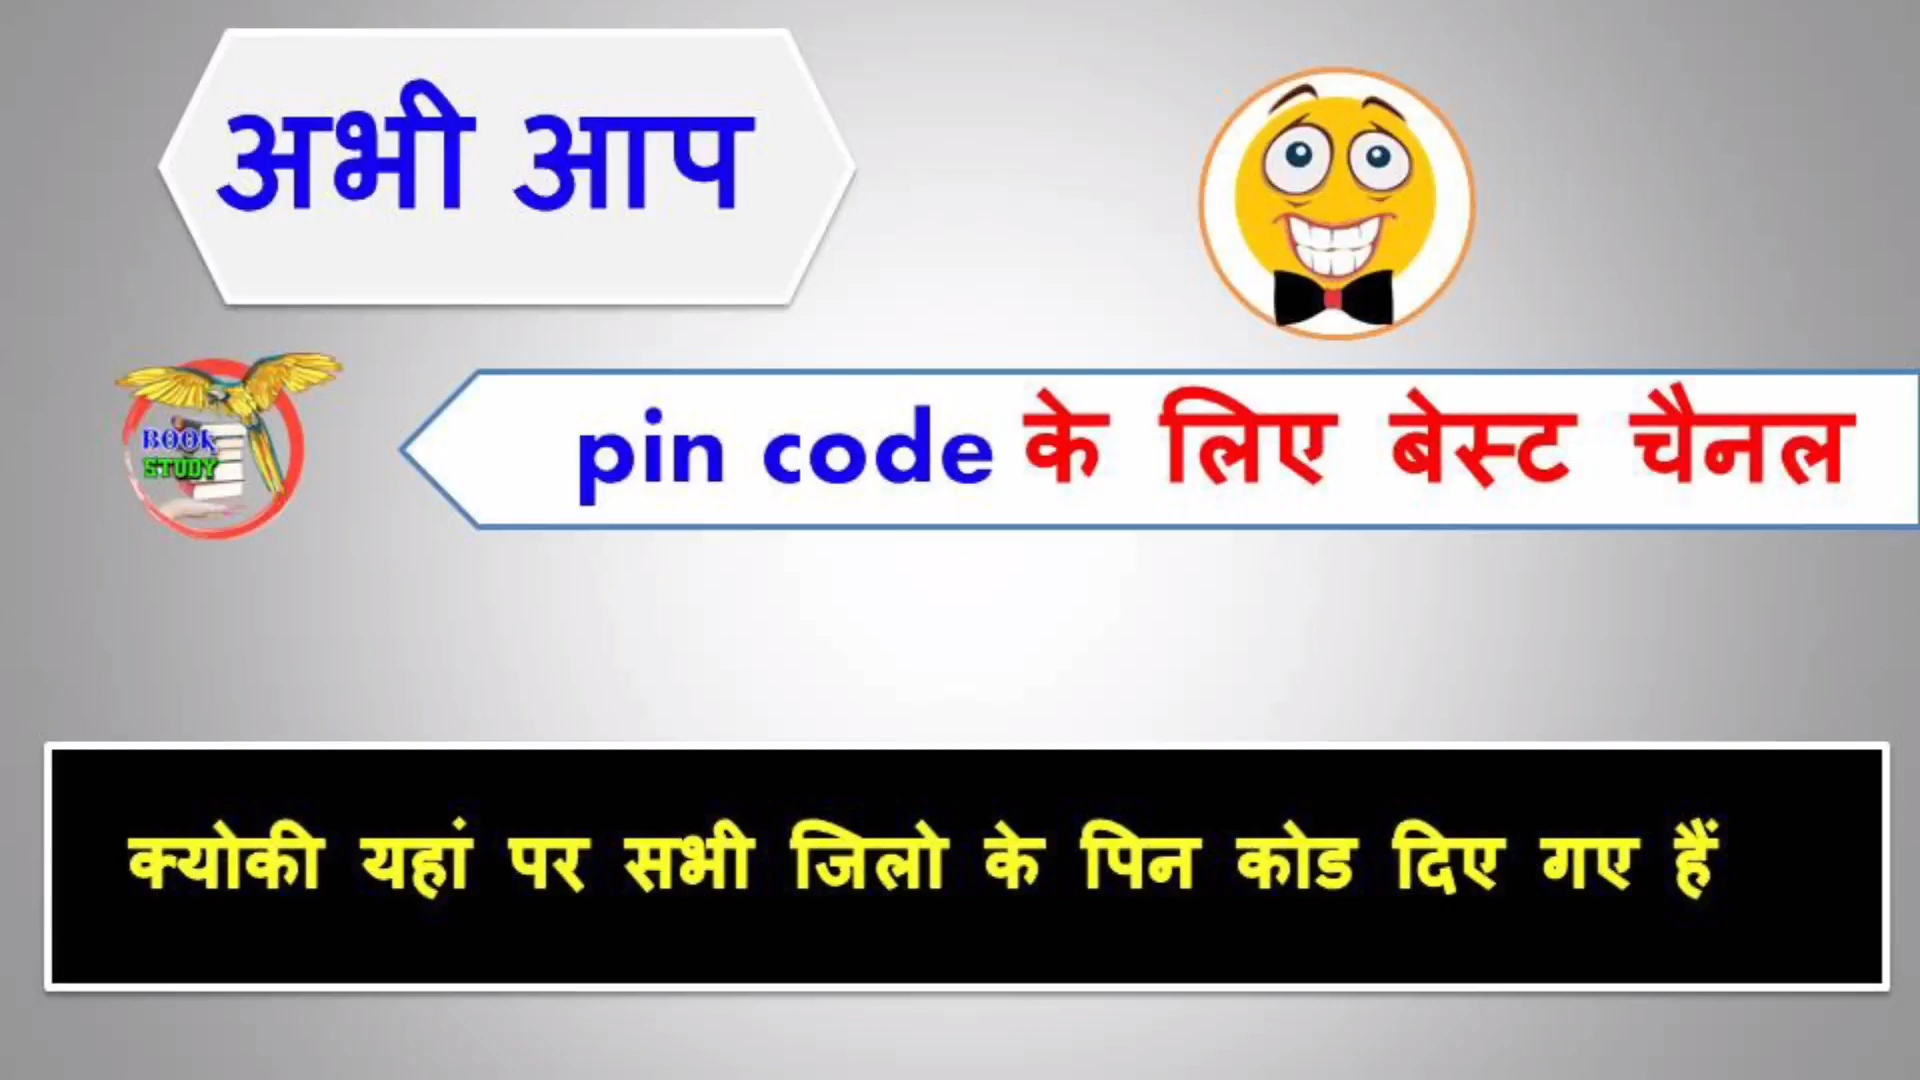 अभी आप
BOOK
STUDY
pin code के लिए बेस्ट चैनल
क्योकी यहां पर सभी जिलो के पिन कोड दिए गए हैं